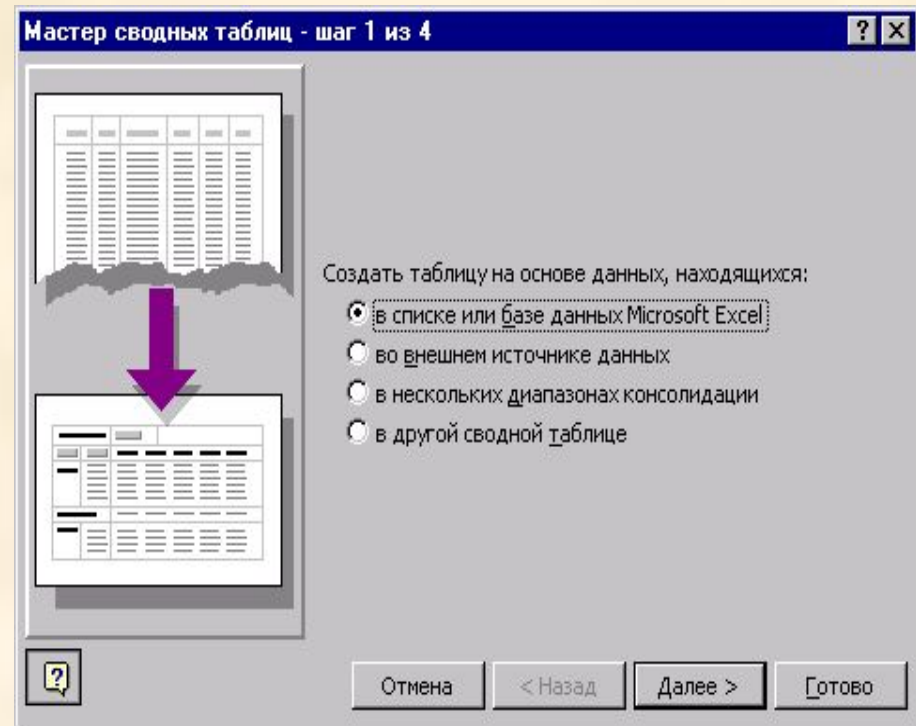 Мастер сводных таблиц - шаг 1 из 4
Создать таблицу на основе данных, находящихся:
в списке или базе данных Microsoft Excel
во внешнем источнике данных
в нескольких диапазонах консолидации
в другой сводной таблице
Отмена < Назад Далее > Готово